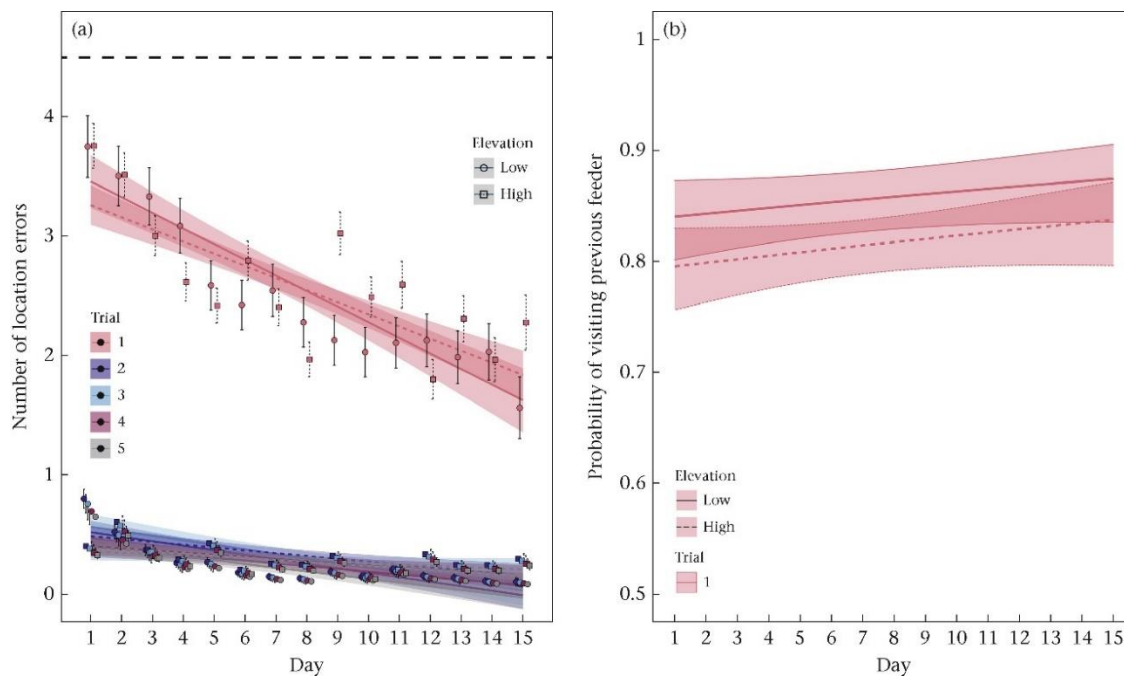 (a)
Number of location errors
4
3
2
1
0
Elevation
Low
High
Trial
1
2
3
4
5
1 2 3 4 5 6 7 8 9 10 11 12 13 14 15
Day
(b)
Probability of visiting previous feeder
1
0.9
0.8
0.7
0.6
0.5
Elevation
Low
High
Trial
1
1 2 3 4 5 6 7 8 9 10 11 12 13 14 15
Day